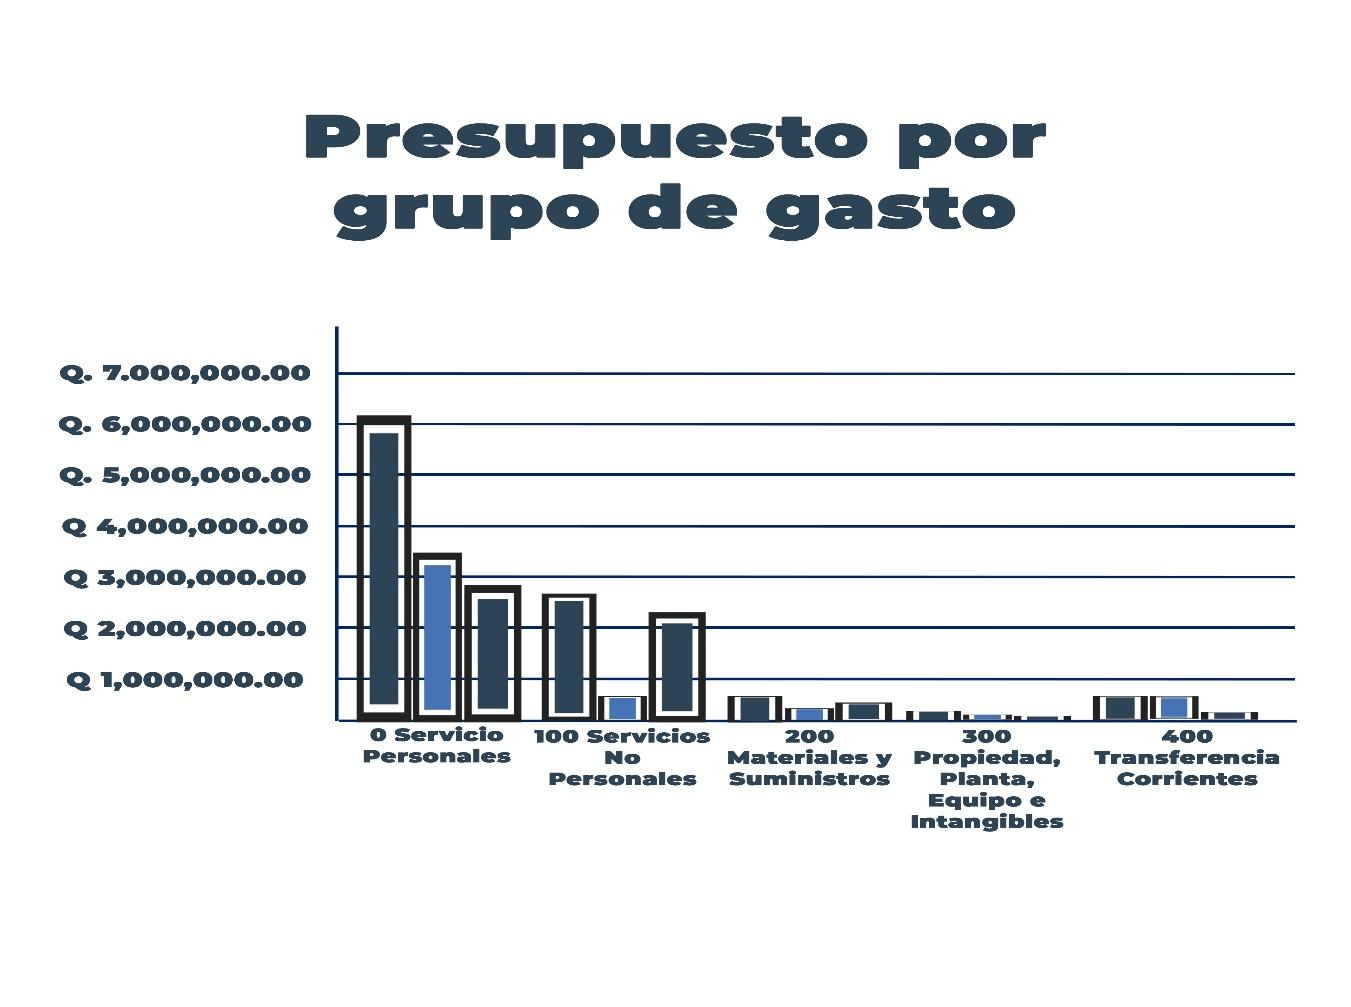 Presupuesto por
grupo de gasto
Q. 7.000,000.00
Q. 6,000,000.00
Q. 5,000,000.00
Q 4,000,000.00
Q 3,000,000.00
Q 2,000,000.00
Q 1,000,000.00
0 Servicio
Personales
100 Servicios
No
Personales
200
Materiales y
Suministros
300
Propiedad,
Planta,
Equipo e
Intangibles
400
Transferencia
Corrientes